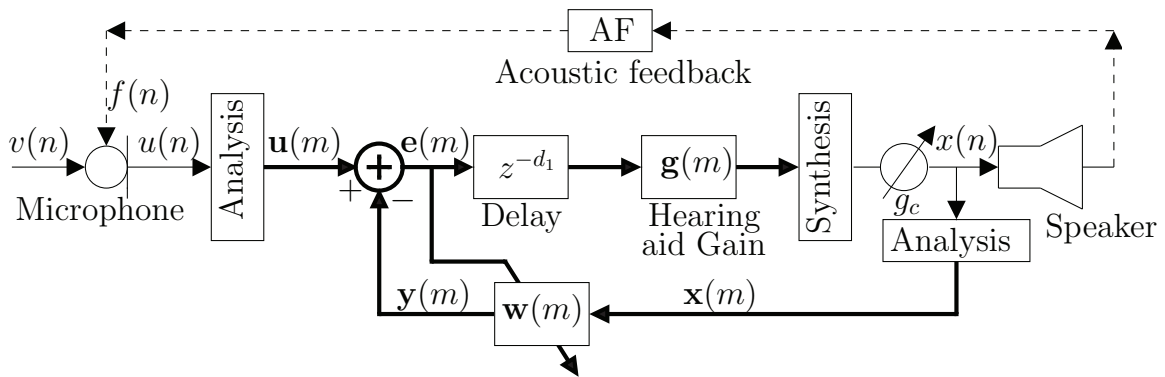 AF
Acoustic feedback
f(n)
v(n)
u(n)
Microphone
Analysis
u(m)
+
+
−
e(m)
z^{-d_1}
Delay
g(m)
Hearing
aid Gain
Synthesis
g_c
x(n)
Speaker
Analysis
y(m)
w(m)
x(m)